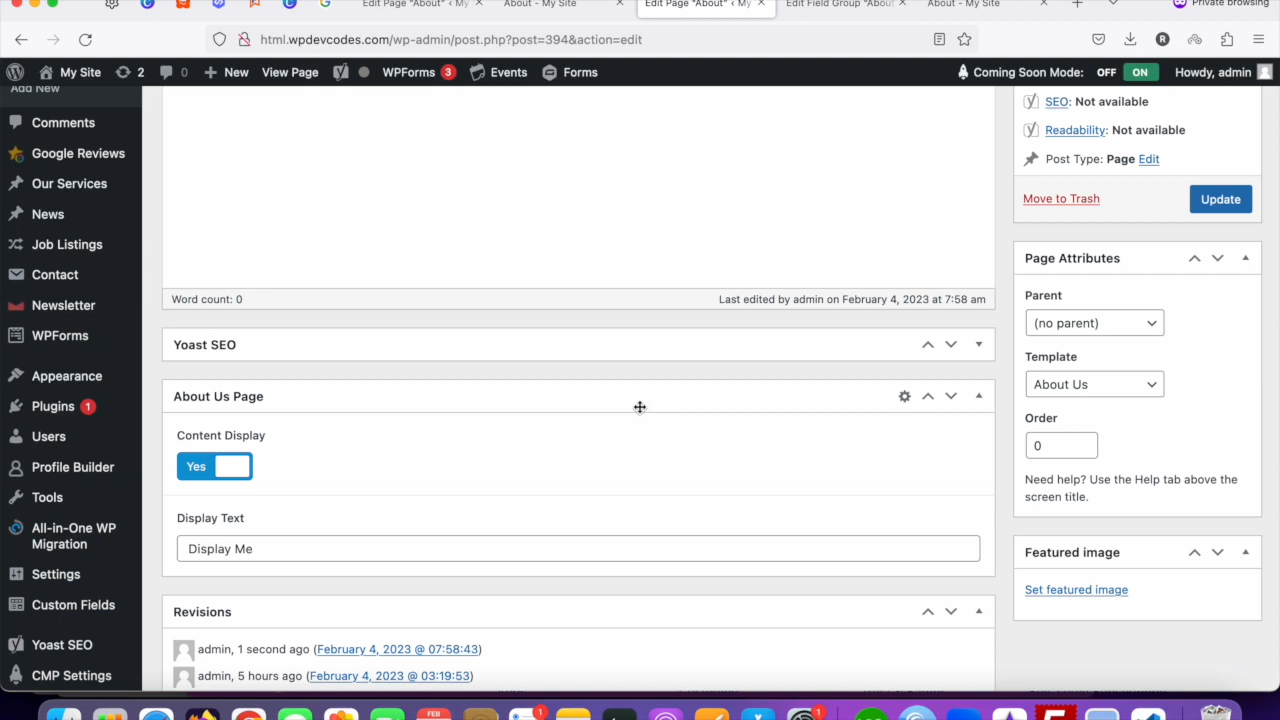 Edit Page "About" ‹ My
About - My Site
Edit Page "About" ‹ My
Edit Field Group "About
About - My Site
Private browsing
html.wpdevcodes.com/wp-admin/post.php?post=394&action=edit
My Site
2
0
New
View Page
WPForms 3
Events
Forms
Coming Soon Mode: OFF ON
Howdy, admin
Add New
Comments
Google Reviews
Our Services
News
Job Listings
Contact
Newsletter
WPForms
Appearance
Plugins 1
Users
Profile Builder
Tools
All-in-One WP
Migration
Settings
Custom Fields
Yoast SEO
CMP Settings
Word count: 0
Last edited by admin on February 4, 2023 at 7:58 am
Yoast SEO
About Us Page
Content Display
Yes
Display Text
Display Me
Revisions
admin, 1 second ago (February 4, 2023 @ 07:58:43)
admin, 5 hours ago (February 4, 2023 @ 03:19:53)
SEO: Not available
Readability: Not available
Post Type: Page Edit
Move to Trash
Update
Page Attributes
Parent
(no parent)
Template
About Us
Order
0
Need help? Use the Help tab above the
screen title.
Featured image
Set featured image
FEB
1
1